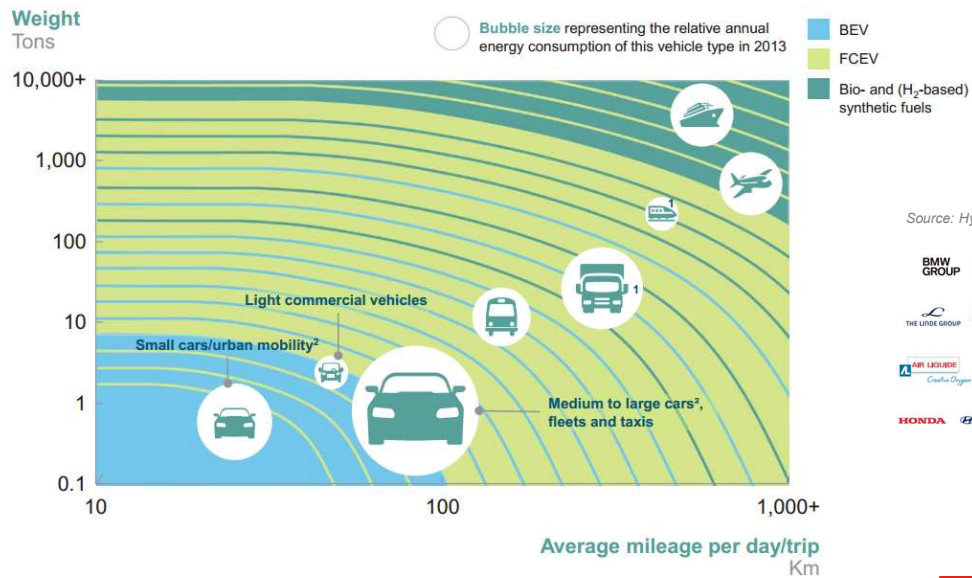 Weight
Tons
Bubble size representing the relative annual
energy consumption of this vehicle type in 2013
BEV
FCEV
Bio- and (H₂-based)
synthetic fuels
10,000+
1,000
100
10
1
0.1
1
1
Light commercial vehicles
Small cars/urban mobility²
Medium to large cars²,
fleets and taxis
10
100
1,000+
Average mileage per day/trip
Km
Source: Hy
BMW
GROUP
THE LINDE GROUP
AIR LIQUIDE
Creative Oxygen
HONDA